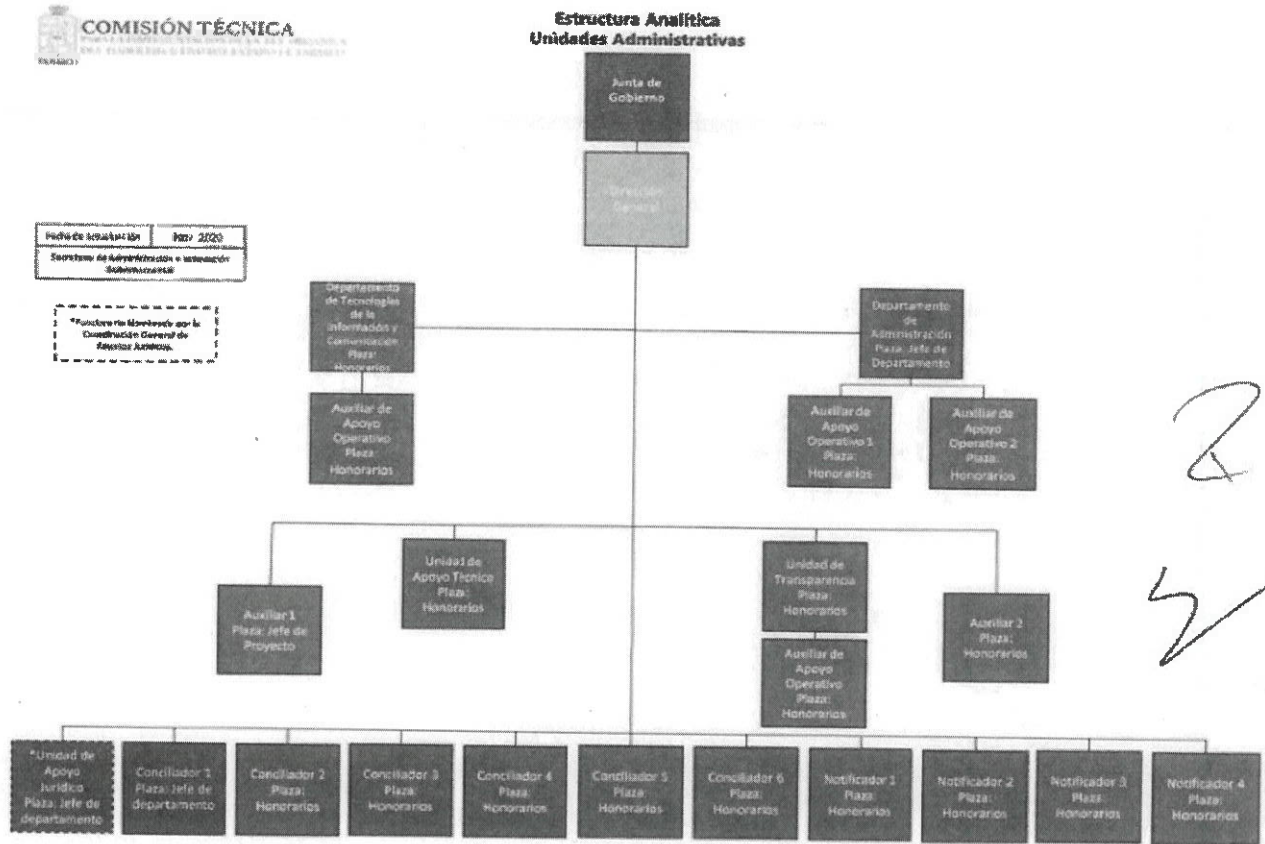 COMISIÓN TÉCNICA
Estructura Analítica
Unidades Administrativas
Junta de
Gobierno
Dirección
General
Fecha de actualización
2020
Departamento
de Tecnologías
de la
Información y
Comunicación
Plaza:
Honorarios
Departamento
de
Administración
Plaza: Jefe de
Departamento
Auxiliar de
Apoyo
Operativo
Plaza:
Honorarios
Auxiliar de
Apoyo
Operativo 1
Plaza:
Honorarios
Auxiliar de
Apoyo
Operativo 2
Plaza:
Honorarios
Auxiliar 1
Plaza: Jefe de
Proyecto
Unidad de
Apoyo Técnico
Plaza:
Honorarios
Unidad de
Transparencia
Plaza:
Honorarios
Auxiliar de
Apoyo
Operativo
Plaza:
Honorarios
Auxiliar 2
Plaza:
Honorarios
*Unidad de
Apoyo
Jurídico
Plaza: Jefe de
departamento
Conciliador 1
Plaza: Jefe de
departamento
Conciliador 2
Plaza:
Honorarios
Conciliador 3
Plaza:
Honorarios
Conciliador 4
Plaza:
Honorarios
Conciliador 5
Plaza:
Honorarios
Conciliador 6
Plaza:
Honorarios
Notificador 1
Plaza:
Honorarios
Notificador 2
Plaza:
Honorarios
Notificador 3
Plaza:
Honorarios
Notificador 4
Plaza:
Honorarios